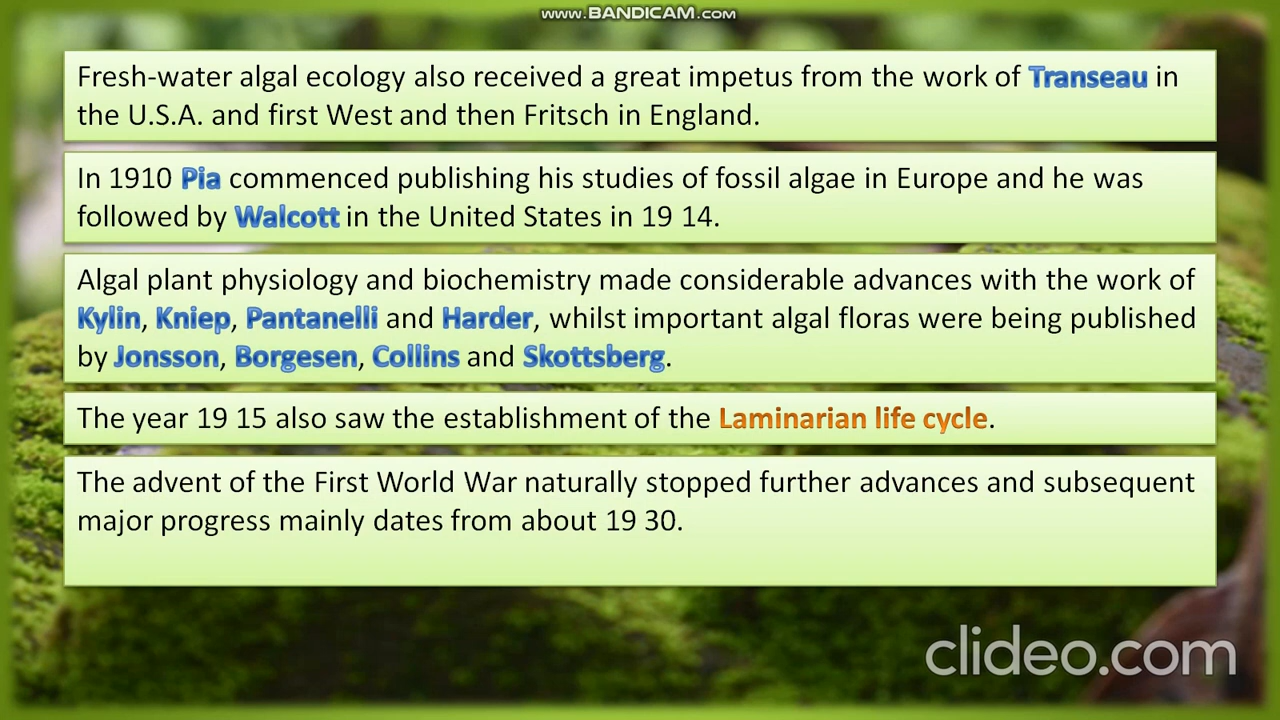 www.BANDICAM.com
Fresh-water algal ecology also received a great impetus from the work of Transeau in
the U.S.A. and first West and then Fritsch in England.
In 1910 Pia commenced publishing his studies of fossil algae in Europe and he was
followed by Walcott in the United States in 19 14.
Algal plant physiology and biochemistry made considerable advances with the work of
Kylin, Kniep, Pantanelli and Harder, whilst important algal floras were being published
by Jonsson, Borgesen, Collins and Skottsberg.
The year 19 15 also saw the establishment of the Laminarian life cycle.
The advent of the First World War naturally stopped further advances and subsequent
major progress mainly dates from about 19 30.
clideo.com